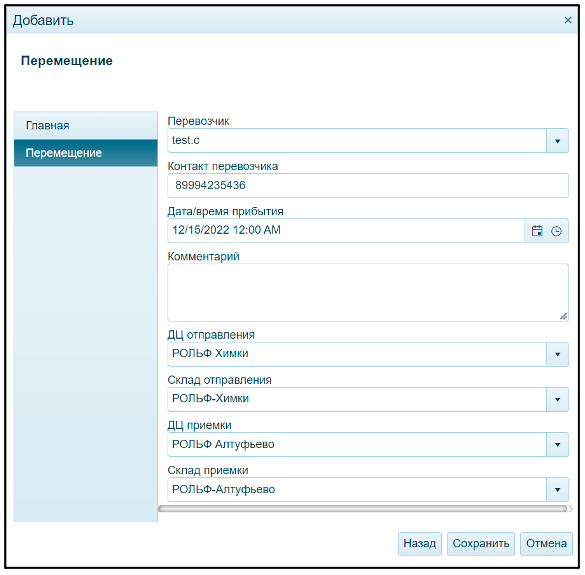 Добавить
Перемещение
Главная
Перемещение
Перевозчик
test.c
Контакт перевозчика
89994235436
Дата/время прибытия
12/15/2022 12:00 AM
Комментарий
ДЦ отправления
РОЛЬФ Химки
Склад отправления
РОЛЬФ-Химки
ДЦ приемки
РОЛЬФ Алтуфьево
Склад приемки
РОЛЬФ-Алтуфьево
Назад Сохранить Отмена